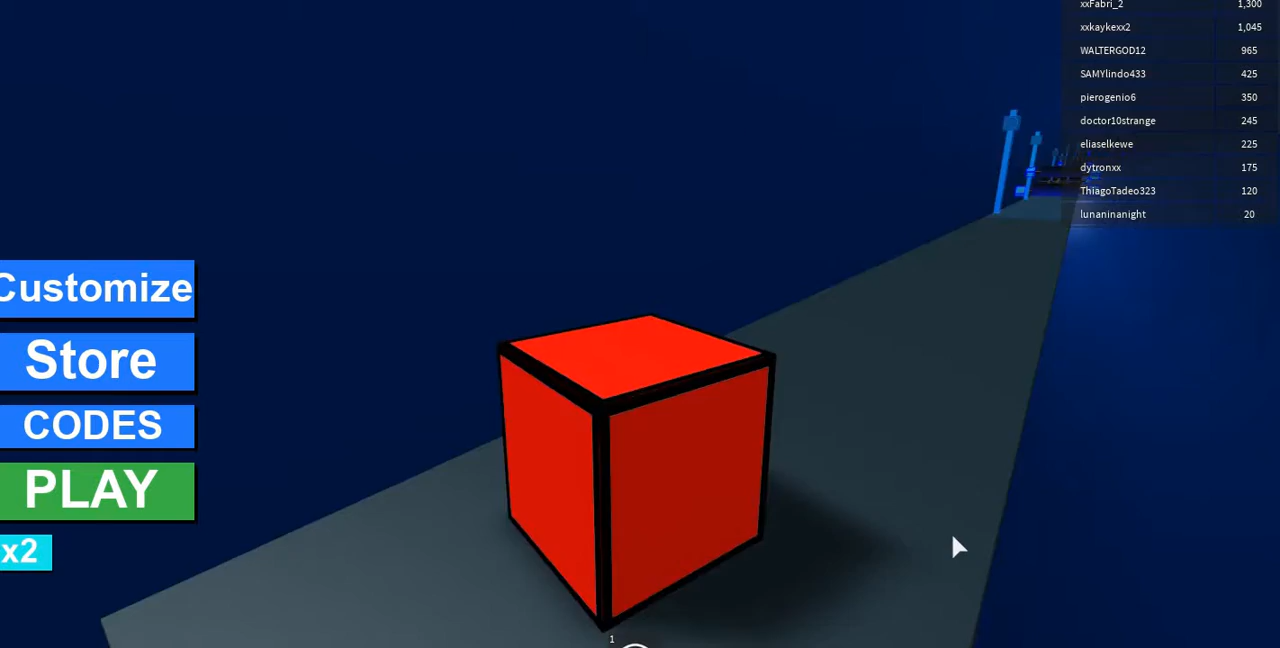 xxFabri_2 1,300
xxkaykexx2 1,045
WALTERGOD12 965
SAMYlindo433 425
pierogenio6 350
doctor10strange 245
eliaselkewe 225
dytronxx 175
ThiagoTadeo323 120
lunaninanight 20
Customize
Store
CODES
PLAY
x2
1